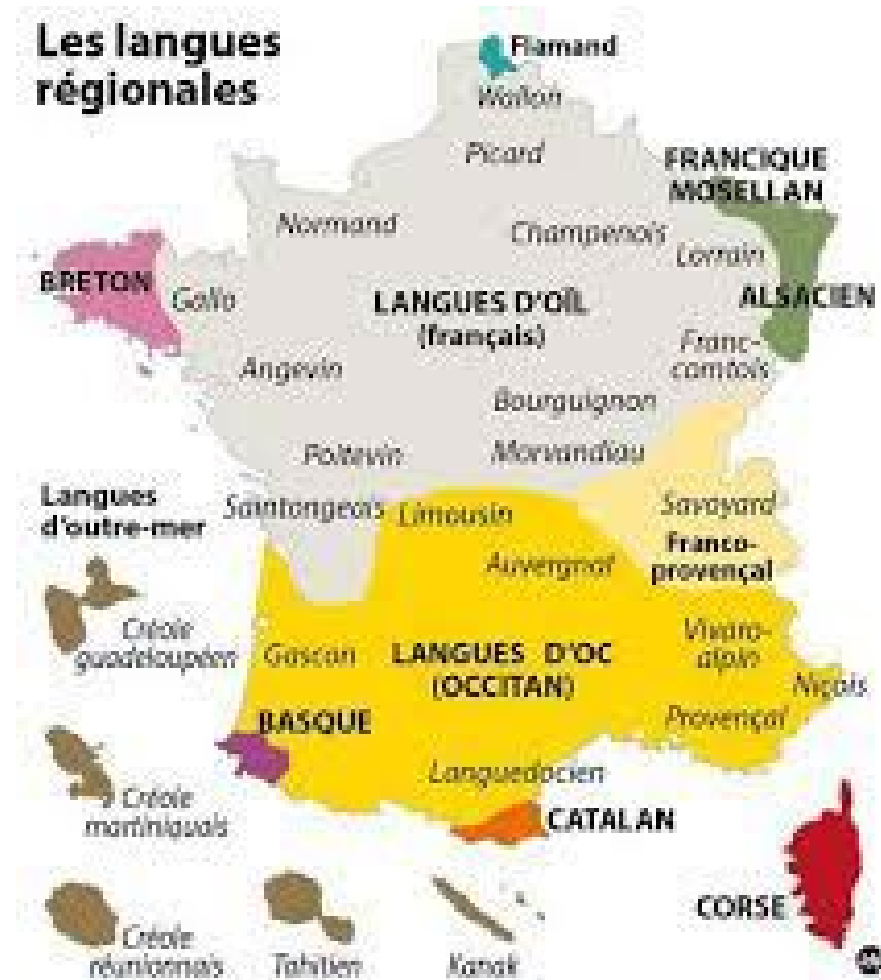 Les langues
régionales
Flamand
Wallon
Picard
FRANCIQUE
MOSELLAN
Normand
Champenois
Lorrain
BRETON
Gallo
LANGUES D'OÏL
(français)
ALSACIEN
Franc-
comtois
Angevin
Bourguignon
Poitevin
Morvandiau
Langues
d'outre-mer
Saintongeais
Limousin
Savoyard
Auvergnat
Franco-
provençal
Créole
guadeloupéen
Gascon
LANGUES D'OC
(OCCITAN)
Vivaro-
alpin
Niçois
BASQUE
Provençal
Languedocien
Créole
martiniquais
CATALAN
CORSE
Créole
réunionnais
Tahitien
Kanak